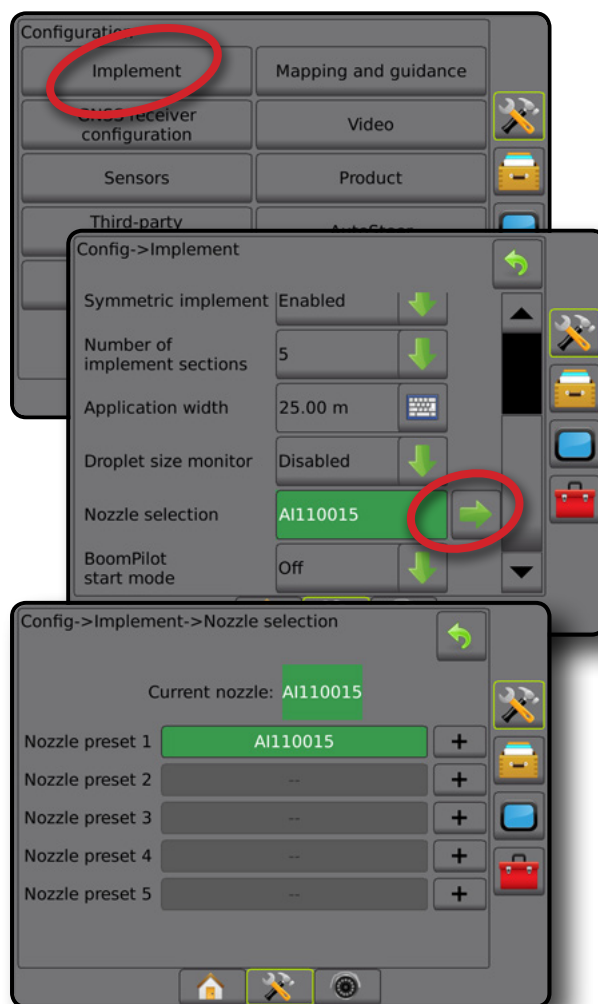 Configuration
Implement
Mapping and guidance
GNSS receiver
configuration
Video
Sensors
Product
Third-party
AutoSteer
Config->Implement
Symmetric implement
Enabled
Number of
implement sections
5
Application width
25.00 m
Droplet size monitor
Disabled
Nozzle selection
AI110015
BoomPilot
start mode
Off
Config->Implement->Nozzle selection
Current nozzle: AI110015
Nozzle preset 1
AI110015
+
Nozzle preset 2
--
+
Nozzle preset 3
--
+
Nozzle preset 4
--
+
Nozzle preset 5
--
+